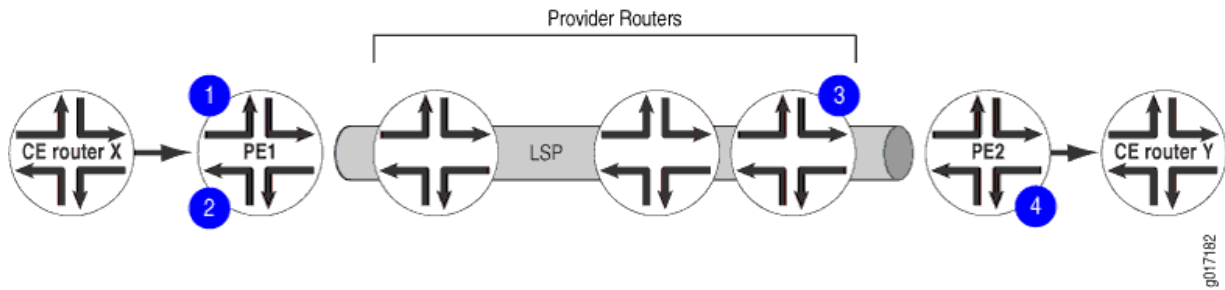 Provider Routers
1
3
CE router X
PE1
LSP
PE2
CE router Y
2
4
g017182